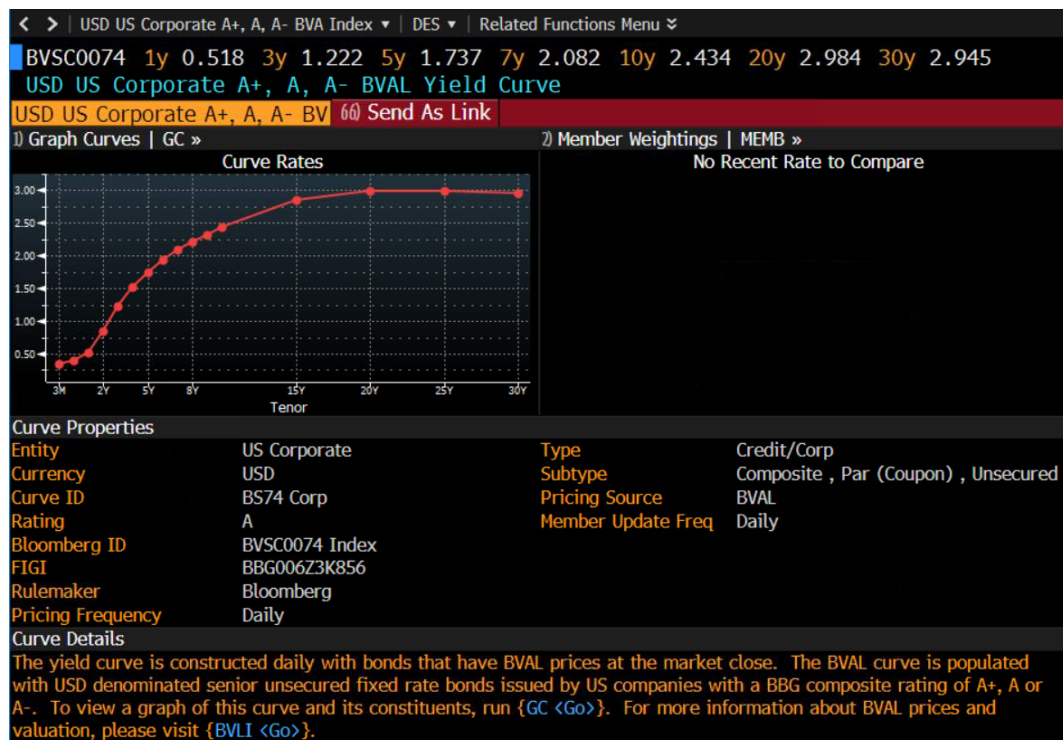 < > USD US Corporate A+, A, A- BVA Index ▾ | DES ▾ | Related Functions Menu ≫
BVSC0074 1y 0.518 3y 1.222 5y 1.737 7y 2.082 10y 2.434 20y 2.984 30y 2.945
USD US Corporate A+, A, A- BVAL Yield Curve
USD US Corporate A+, A, A- BV 66) Send As Link
1) Graph Curves | GC » 2) Member Weightings | MEMB »
Curve Rates No Recent Rate to Compare
3.00
2.50
2.00
1.50
1.00
0.50
3M 2Y 5Y 8Y 15Y 20Y 25Y 30Y
Tenor
Curve Properties
Entity US Corporate Type Credit/Corp
Currency USD Subtype Composite , Par (Coupon) , Unsecured
Curve ID BS74 Corp Pricing Source BVAL
Rating A Member Update Freq Daily
Bloomberg ID BVSC0074 Index
FIGI BBG006Z3K856
Rulemaker Bloomberg
Pricing Frequency Daily
Curve Details
The yield curve is constructed daily with bonds that have BVAL prices at the market close. The BVAL curve is populated
with USD denominated senior unsecured fixed rate bonds issued by US companies with a BBG composite rating of A+, A or
A-. To view a graph of this curve and its constituents, run {GC <Go>}. For more information about BVAL prices and
valuation, please visit {BVLI <Go>}.